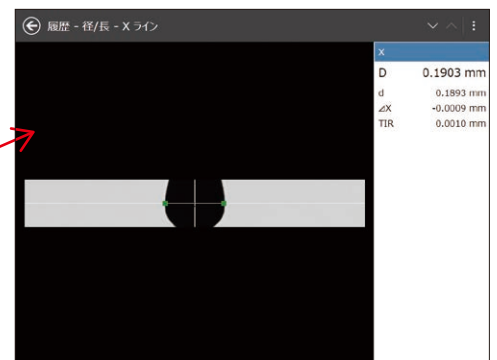 履歴 - 径/長 - X ライン
X
D 0.1903 mm
d 0.1893 mm
⊿X -0.0009 mm
TIR 0.0010 mm